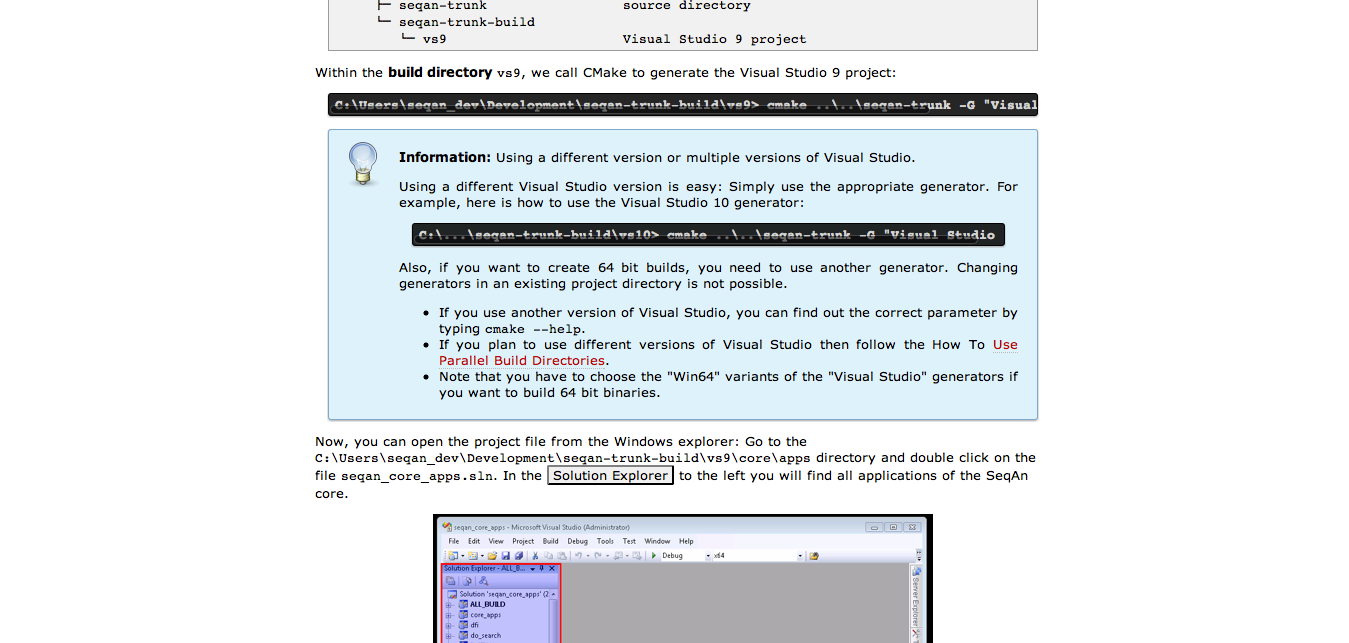 ├─ seqan-trunk source directory
└─ seqan-trunk-build
└─ vs9 Visual Studio 9 project
Within the build directory vs9, we call CMake to generate the Visual Studio 9 project:
C:\Users\seqan_dev\Development\seqan-trunk-build\vs9> cmake ..\..\seqan-trunk -G "Visual
Information: Using a different version or multiple versions of Visual Studio.
Using a different Visual Studio version is easy: Simply use the appropriate generator. For
example, here is how to use the Visual Studio 10 generator:
C:\...\seqan-trunk-build\vs10> cmake ..\..\seqan-trunk -G "Visual Studio
Also, if you want to create 64 bit builds, you need to use another generator. Changing
generators in an existing project directory is not possible.
• If you use another version of Visual Studio, you can find out the correct parameter by
typing cmake --help.
• If you plan to use different versions of Visual Studio then follow the How To Use
Parallel Build Directories.
• Note that you have to choose the "Win64" variants of the "Visual Studio" generators if
you want to build 64 bit binaries.
Now, you can open the project file from the Windows explorer: Go to the
C:\Users\seqan_dev\Development\seqan-trunk-build\vs9\core\apps directory and double click on the
file seqan_core_apps.sln. In the Solution Explorer to the left you will find all applications of the SeqAn
core.
seqan_core_apps - Microsoft Visual Studio (Administrator)
File Edit View Project Build Debug Tools Test Window Help
Debug x64
Solution Explorer - ALL_B...
Solution 'seqan_core_apps' (2
ALL_BUILD
core_apps
dfi
do_search
Server Explorer